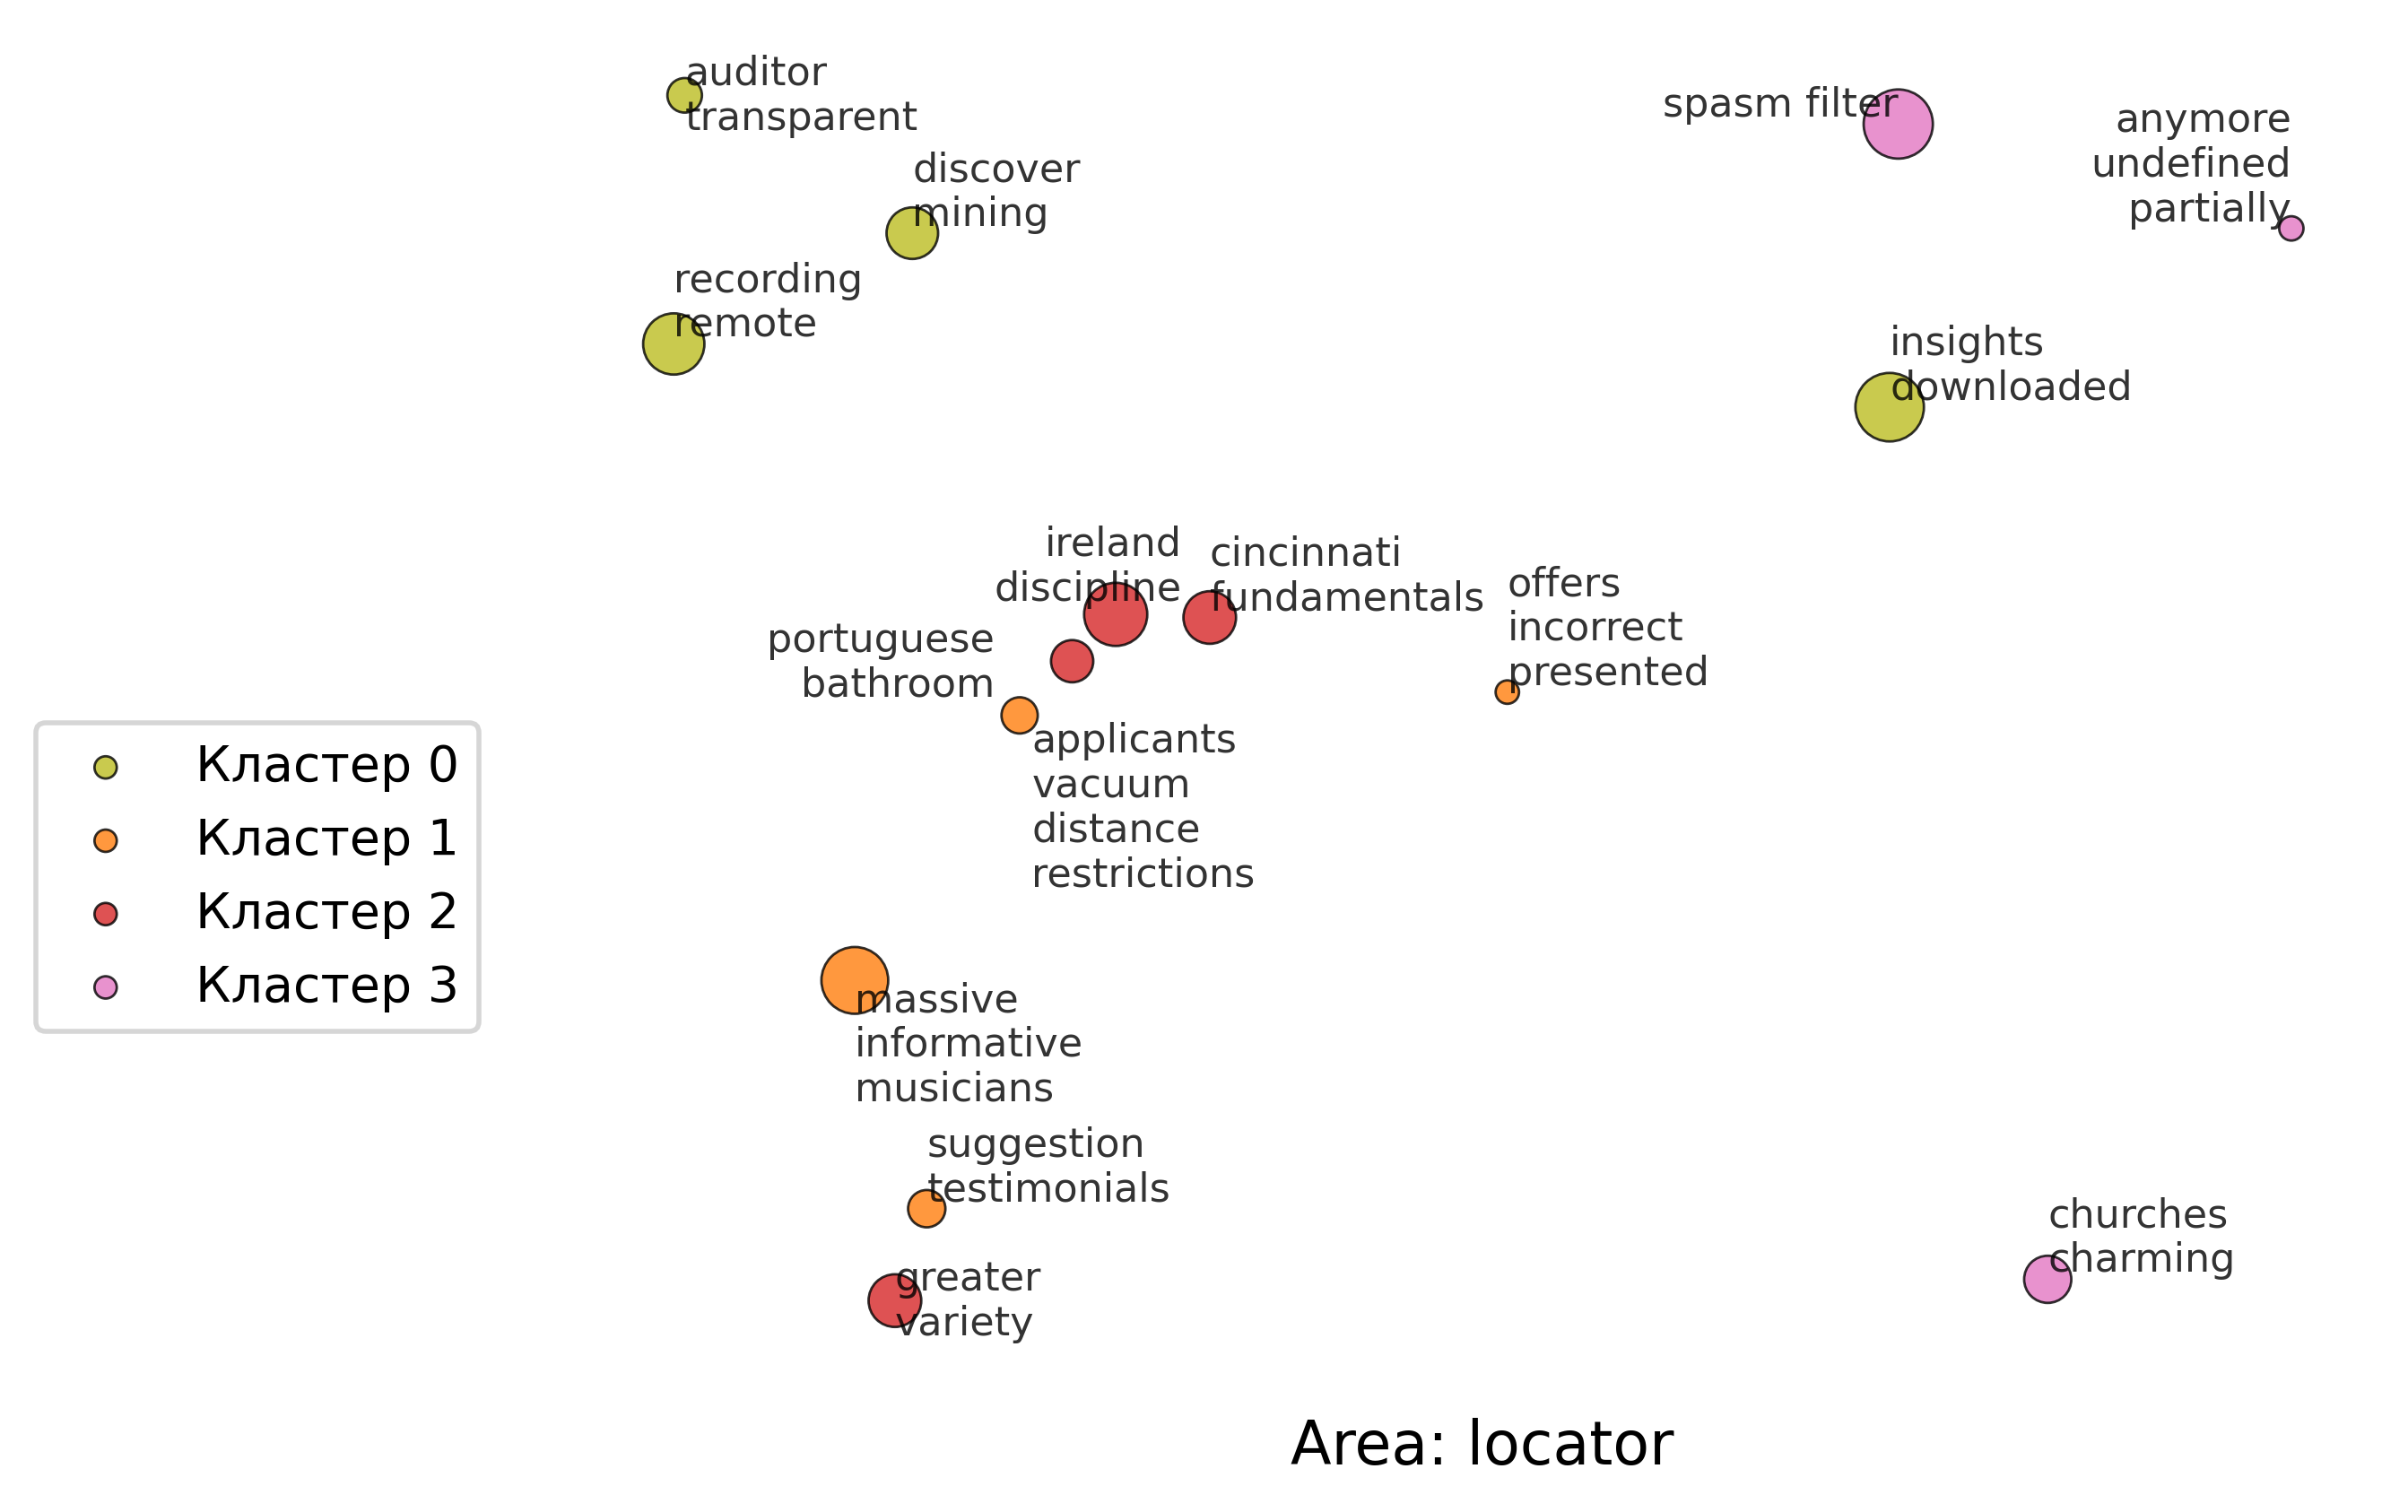 auditor
transparent
spasm filter
anymore
undefined
partially
discover
mining
recording
remote
insights
downloaded
ireland
discipline
cincinnati
fundamentals
offers
incorrect
presented
portuguese
bathroom
applicants
vacuum
distance
restrictions
Кластер 0
Кластер 1
Кластер 2
Кластер 3
massive
informative
musicians
suggestion
testimonials
churches
charming
greater
variety
Area: locator